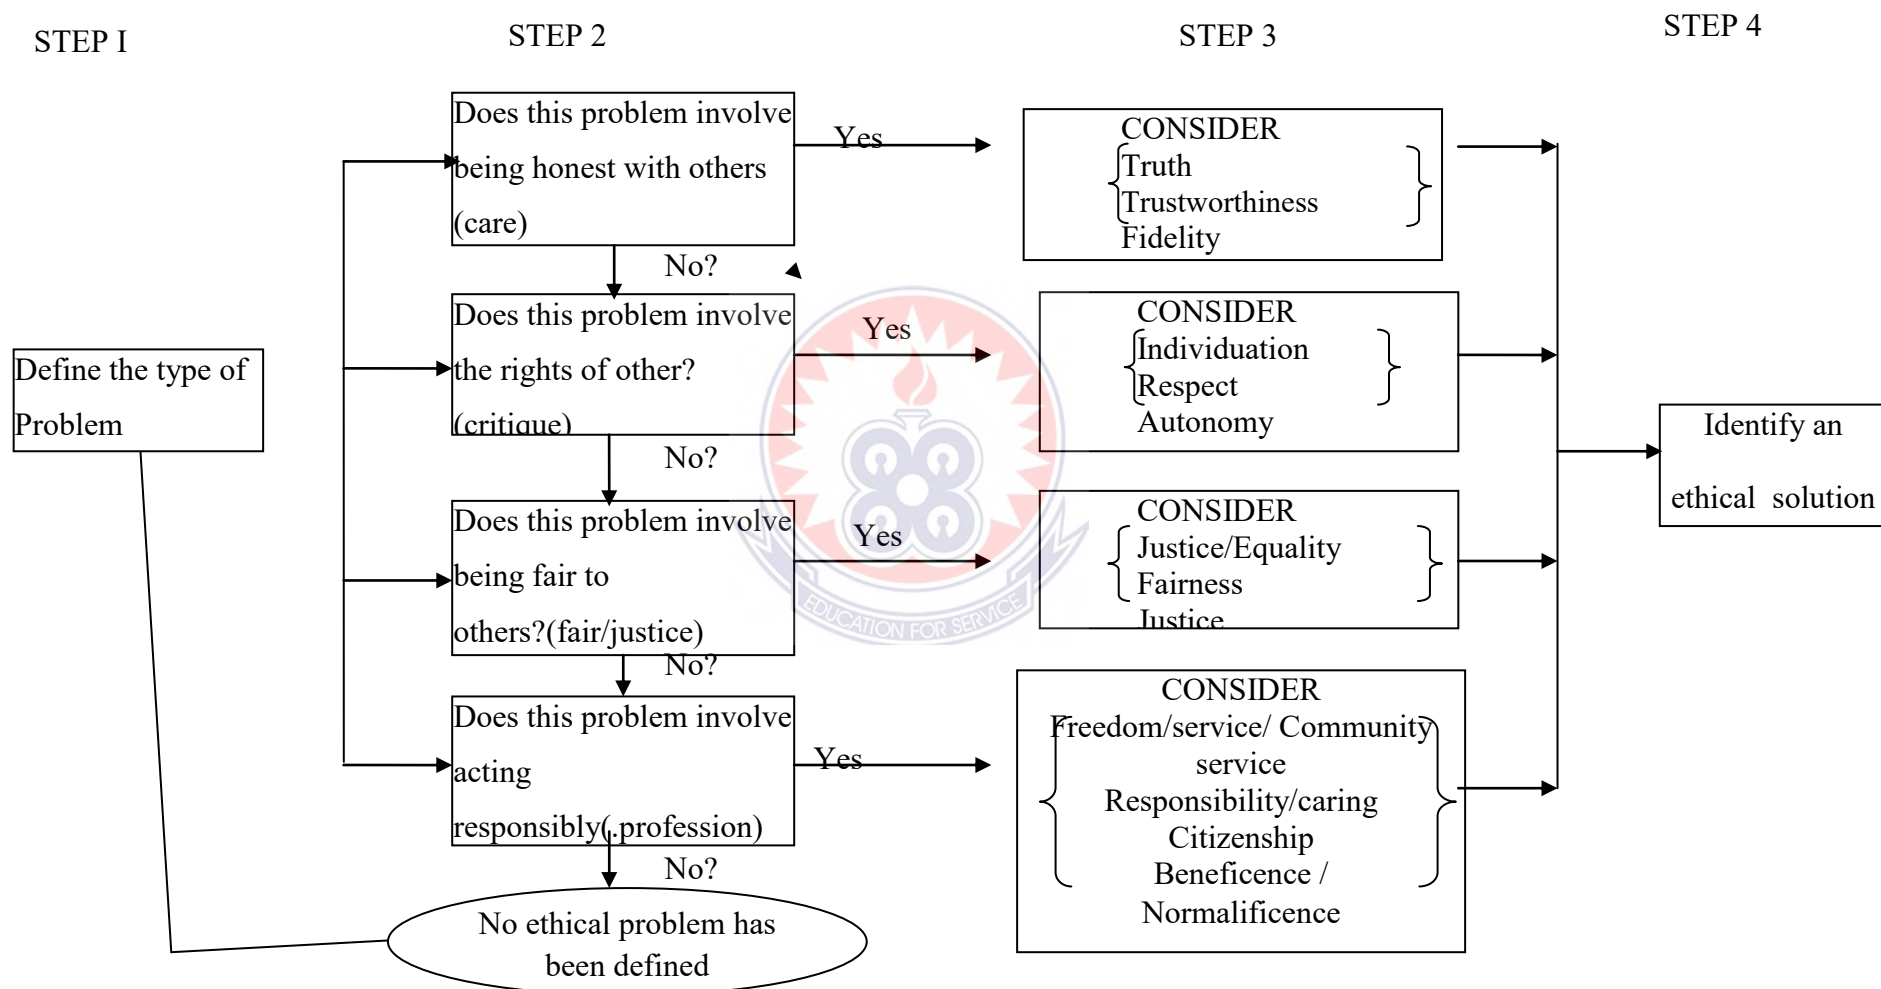 STEP I
STEP 2
STEP 3
STEP 4
Define the type of
Problem
Does this problem involve
being honest with others
(care)
Yes
CONSIDER
Truth
Trustworthiness
Fidelity
No?
Does this problem involve
the rights of other?
(critique)
Yes
CONSIDER
Individuation
Respect
Autonomy
No?
Does this problem involve
being fair to
others?(fair/justice)
Yes
CONSIDER
Justice/Equality
Fairness
Justice
No?
Does this problem involve
acting
responsibly(.profession)
Yes
CONSIDER
Freedom/service/ Community
service
Responsibility/caring
Citizenship
Beneficence /
Normalificence
No?
No ethical problem has
been defined
Identify an
ethical solution
EDUCATION FOR SERVICE